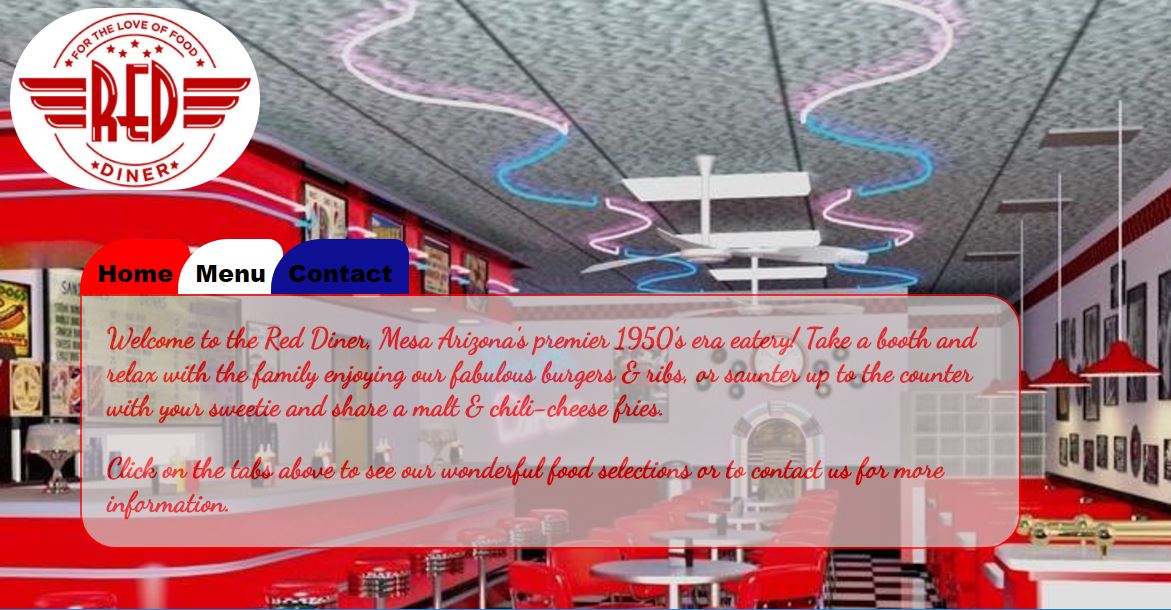 FOR THE LOVE OF FOOD
RED
DINER
Home Menu Contact
Welcome to the Red Diner, Mesa Arizona's premier 1950's era eatery! Take a booth and
relax with the family enjoying our fabulous burgers & ribs, or saunter up to the counter
with your sweetie and share a malt & chili-cheese fries.
Click on the tabs above to see our wonderful food selections or to contact us for more
information.